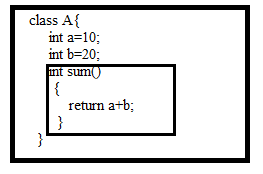 class A{
int a=10;
int b=20;
int sum()
{
return a+b;
}
}